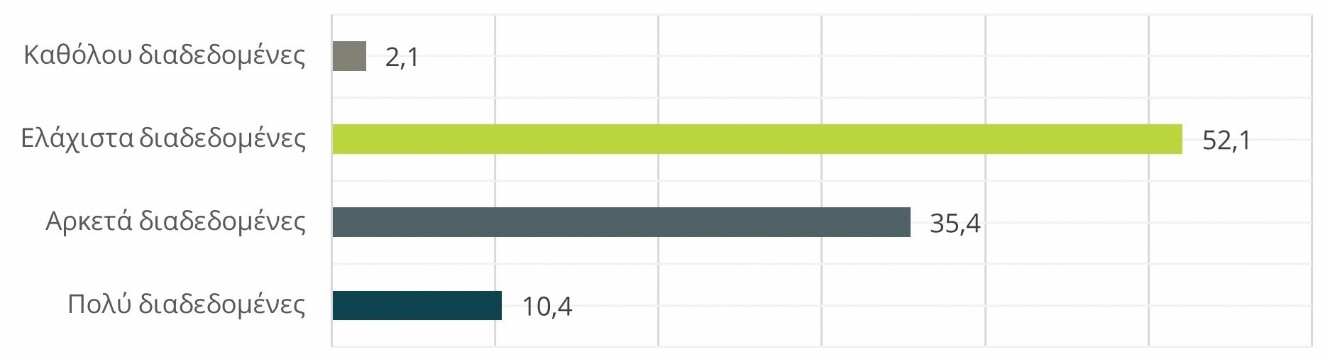 Καθόλου διαδεδομένες 2,1
Ελάχιστα διαδεδομένες 52,1
Αρκετά διαδεδομένες 35,4
Πολύ διαδεδομένες 10,4